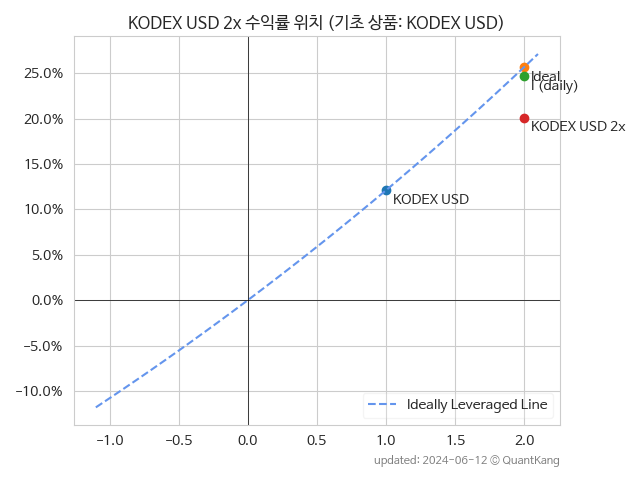 KODEX USD 2x 수익률 위치 (기초 상품: KODEX USD)
25.0%
20.0%
15.0%
10.0%
5.0%
0.0%
−5.0%
−10.0%
Ideal
I (daily)
KODEX USD 2x
KODEX USD
Ideally Leveraged Line
−1.0 −0.5 0.0 0.5 1.0 1.5 2.0
updated: 2024-06-12 © QuantKang